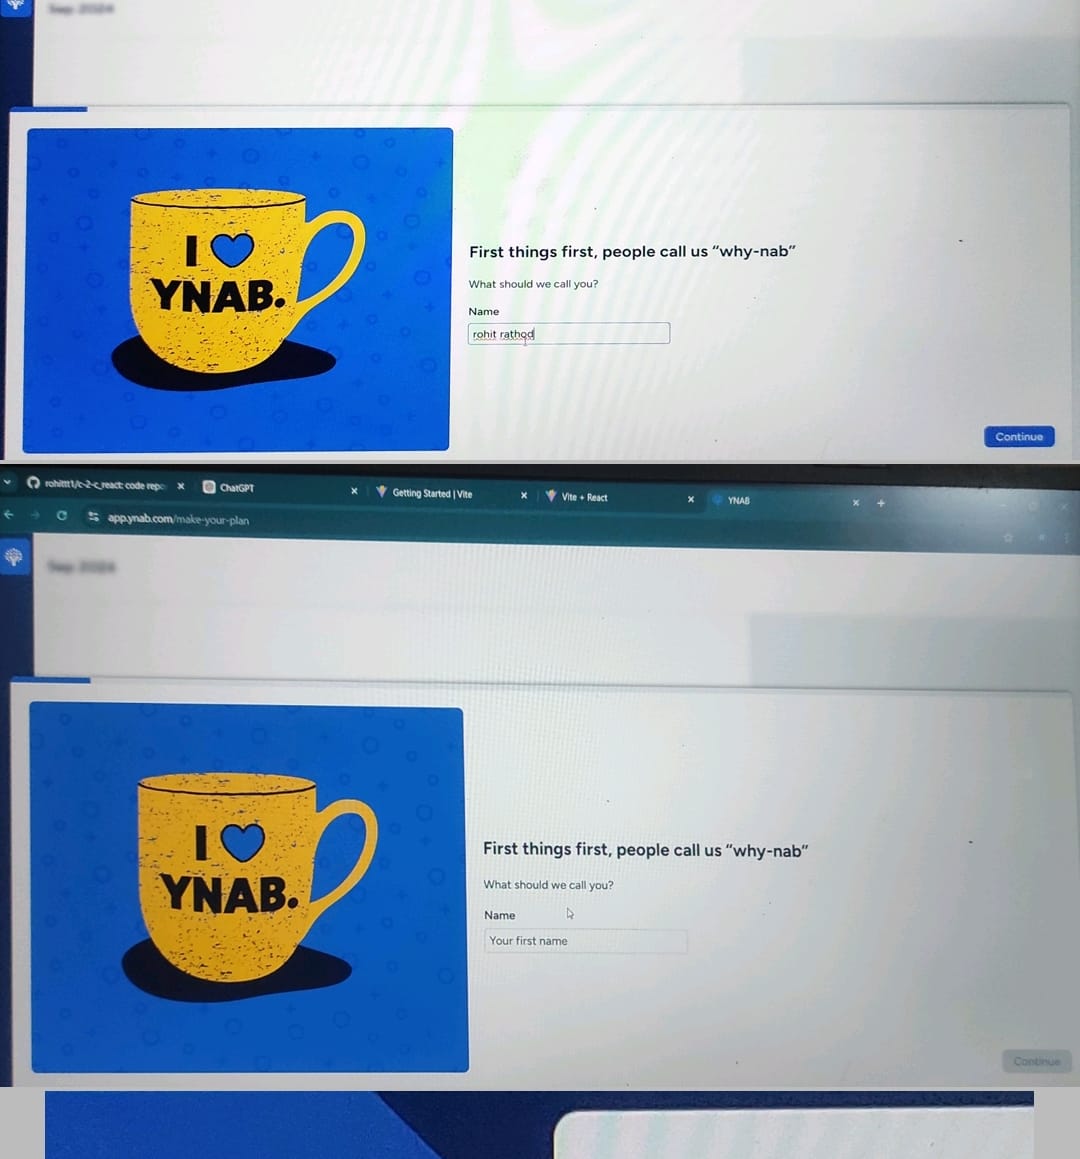 Sep 2024
I
YNAB.
First things first, people call us “why-nab”
What should we call you?
Name
rohit rathod
Continue
rohittt1/c-2-c_react: code repo
ChatGPT
Getting Started | Vite
Vite + React
YNAB
app.ynab.com/make-your-plan
Sep 2024
I
YNAB.
First things first, people call us “why-nab”
What should we call you?
Name
Your first name
Continue